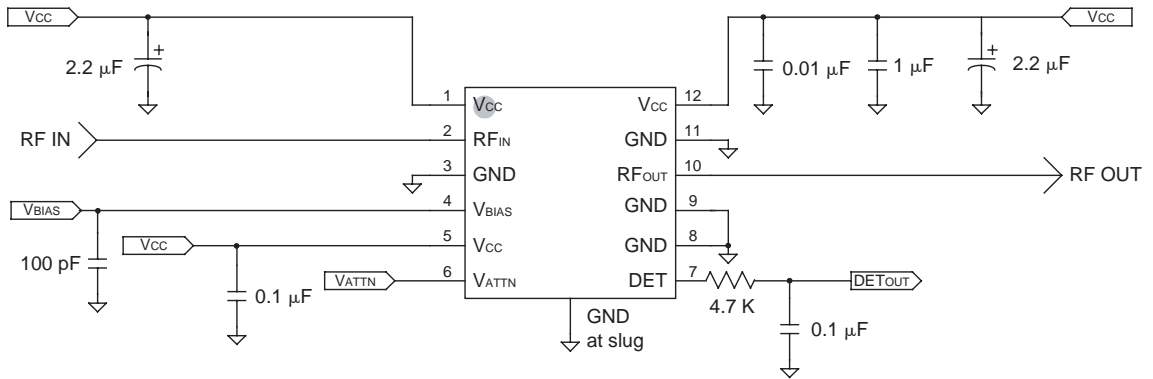 VCC
VCC
2.2 µF
+
0.01 µF
1 µF
+
2.2 µF
1
VCC
VCC
12
RF IN
2
RFIN
GND
11
3
GND
RFOUT
10
RF OUT
VBIAS
4
VBIAS
GND
9
VCC
5
VCC
GND
8
100 pF
VATTN
6
VATTN
DET
7
DETOUT
0.1 µF
4.7 K
GND
at slug
0.1 µF